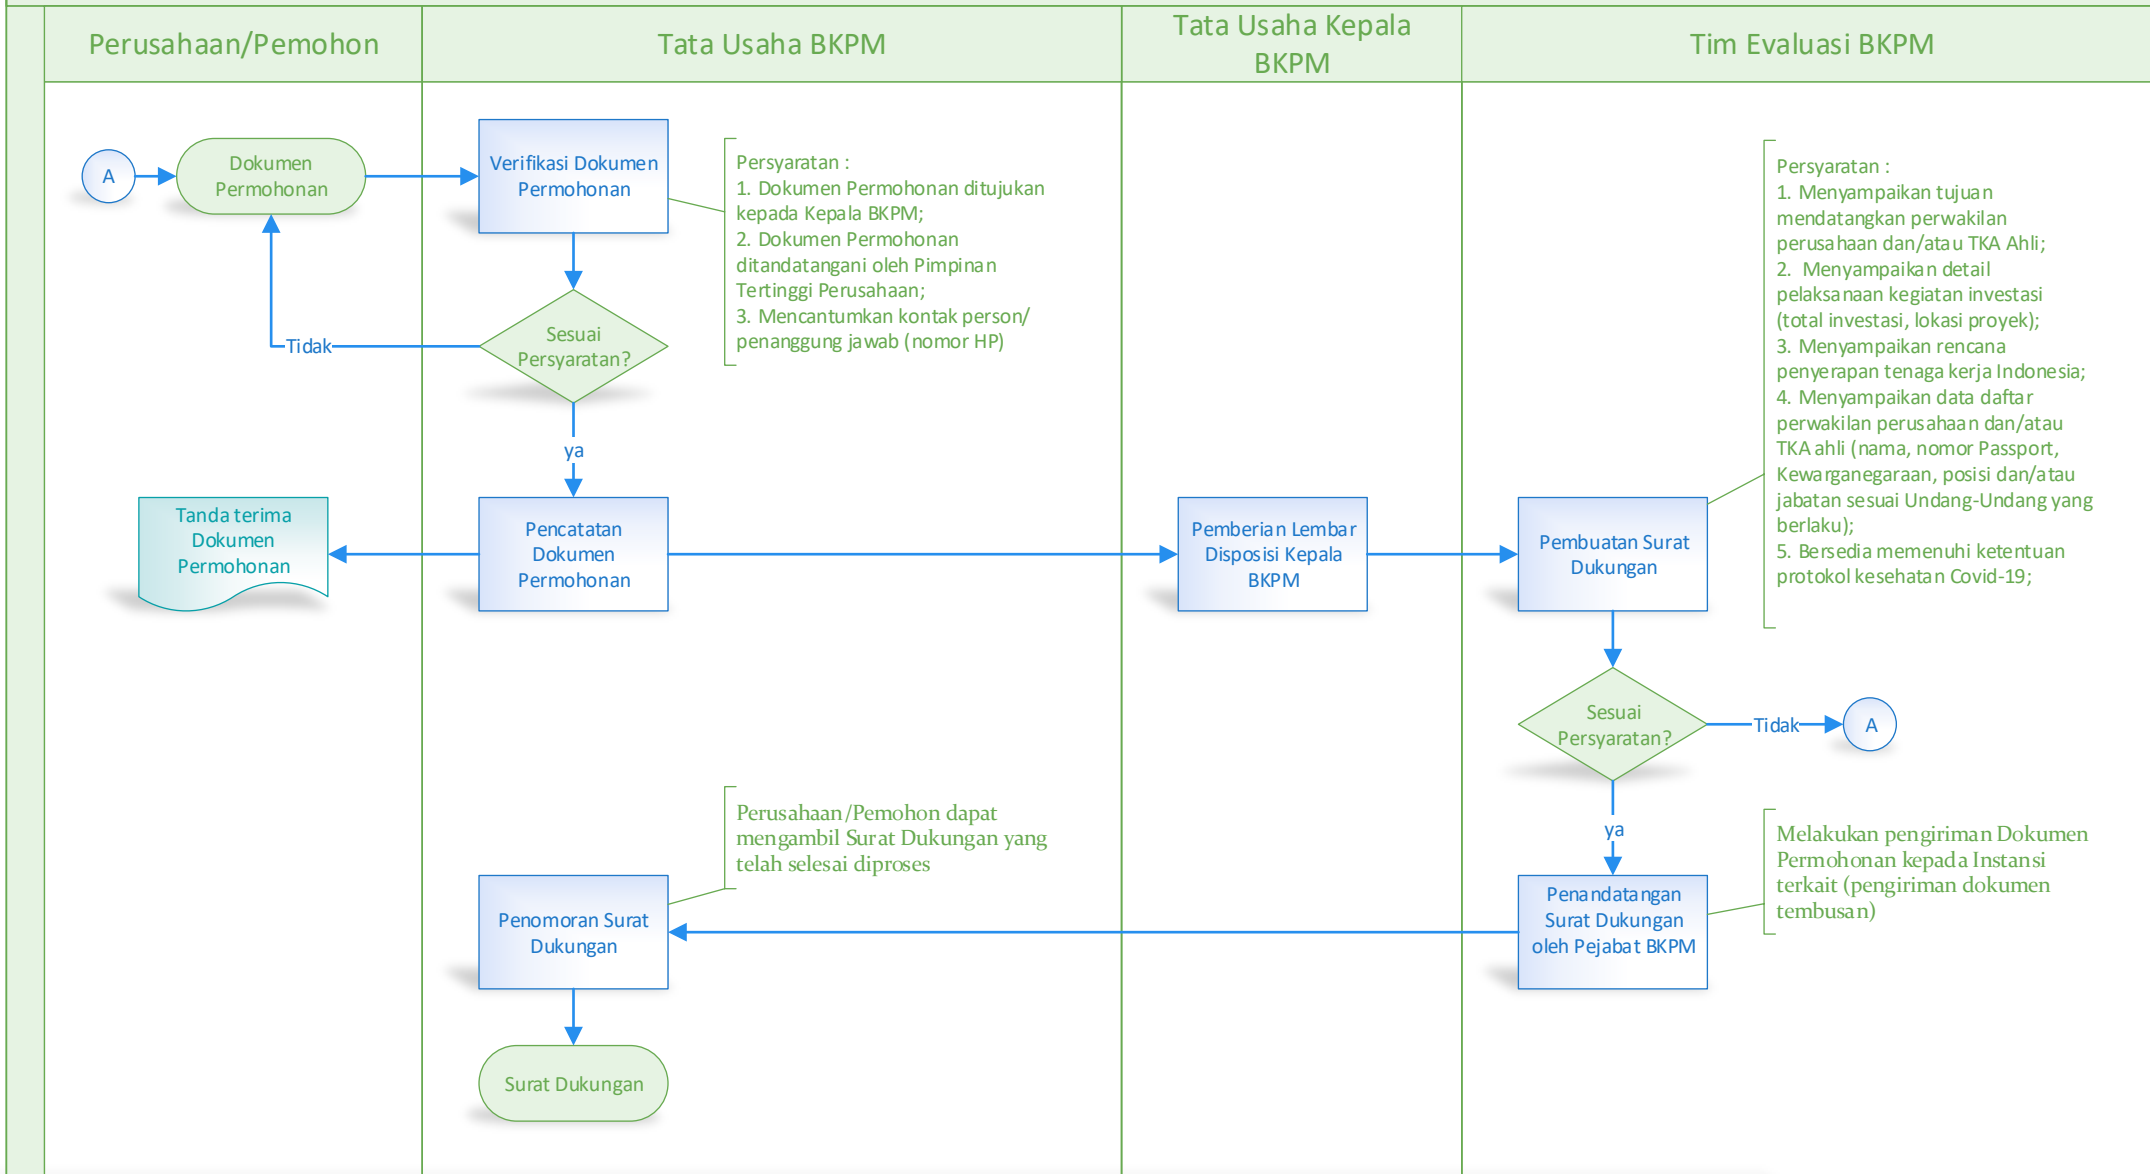 Perusahaan/Pemohon
Tata Usaha BKPM
Tata Usaha Kepala
BKPM
Tim Evaluasi BKPM
A
Dokumen
Permohonan
Verifikasi Dokumen
Permohonan
Persyaratan :
1. Dokumen Permohonan ditujukan
kepada Kepala BKPM;
2. Dokumen Permohonan
ditandatangani oleh Pimpinan
Tertinggi Perusahaan;
3. Mencantumkan kontak person/
penanggung jawab (nomor HP)
Sesuai
Persyaratan?
Tidak
ya
Tanda terima
Dokumen
Permohonan
Pencatatan
Dokumen
Permohonan
Pemberian Lembar
Disposisi Kepala
BKPM
Pembuatan Surat
Dukungan
Persyaratan :
1. Menyampaikan tujuan
mendatangkan perwakilan
perusahaan dan/atau TKA Ahli;
2.  Menyampaikan detail
pelaksanaan kegiatan investasi
(total investasi, lokasi proyek);
3. Menyampaikan rencana
penyerapan tenaga kerja Indonesia;
4. Menyampaikan data daftar
perwakilan perusahaan dan/atau
TKA ahli (nama, nomor Passport,
Kewarganegaraan, posisi dan/atau
jabatan sesuai Undang-Undang yang
berlaku);
5. Bersedia memenuhi ketentuan
protokol kesehatan Covid-19;
Sesuai
Persyaratan?
Tidak
A
ya
Penandatangan
Surat Dukungan
oleh Pejabat BKPM
Melakukan pengiriman Dokumen
Permohonan kepada Instansi
terkait (pengiriman dokumen
tembusan)
Perusahaan/Pemohon dapat
mengambil Surat Dukungan yang
telah selesai diproses
Penomoran Surat
Dukungan
Surat Dukungan